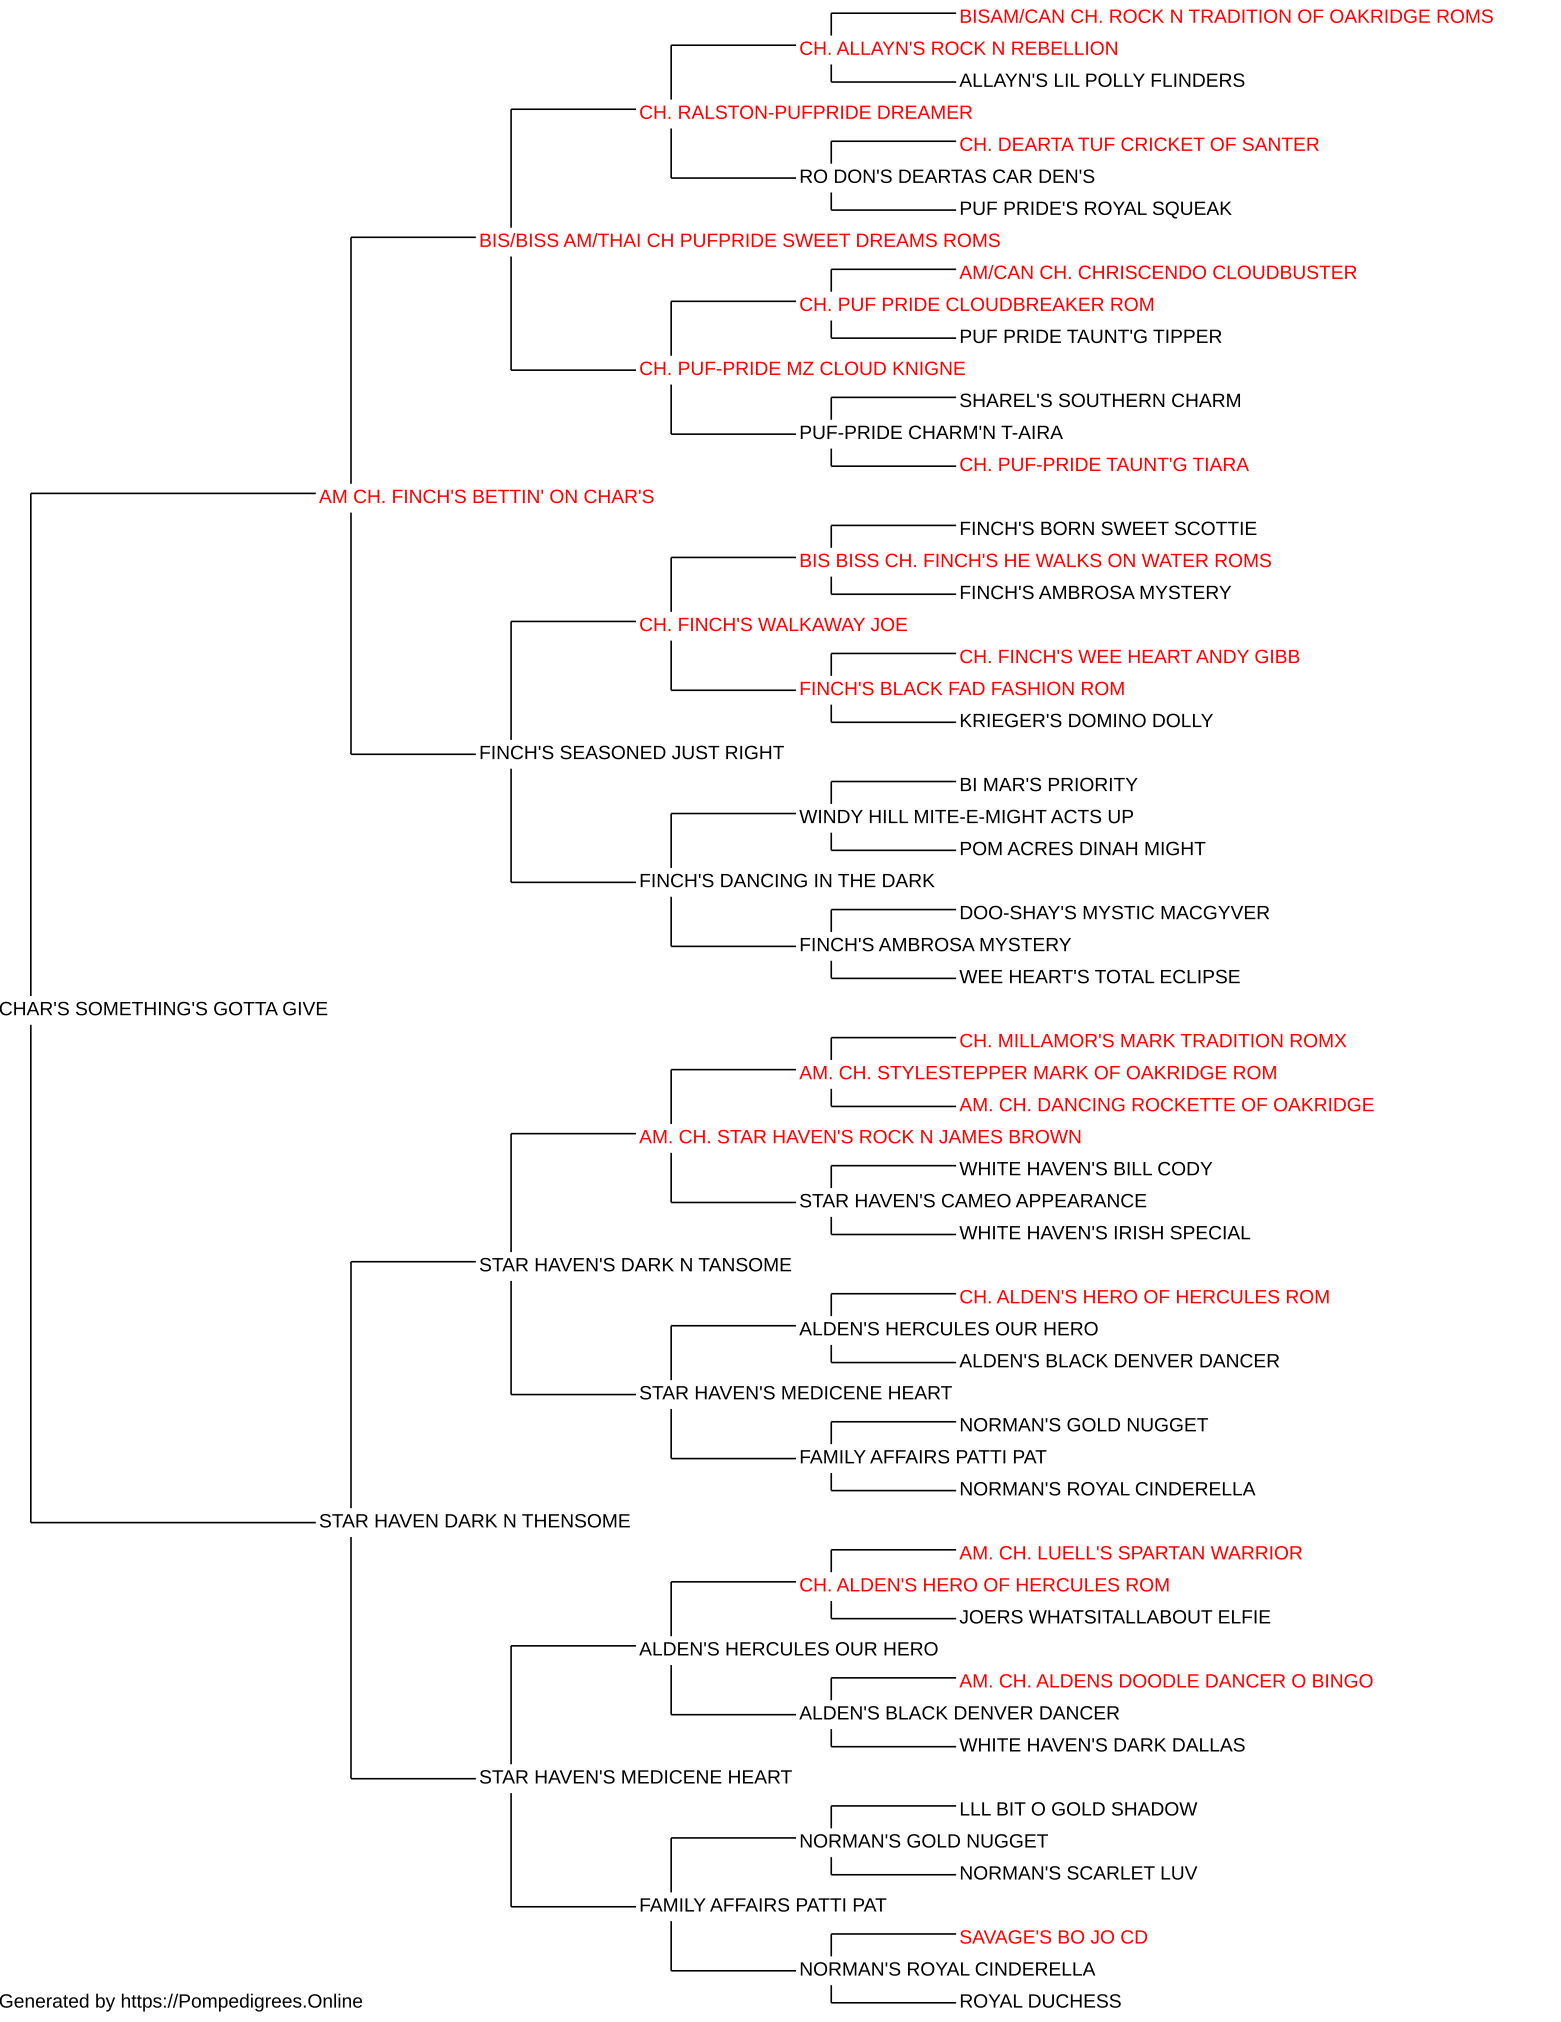 BISAM/CAN CH. ROCK N TRADITION OF OAKRIDGE ROMS
CH. ALLAYN'S ROCK N REBELLION
ALLAYN'S LIL POLLY FLINDERS
CH. RALSTON-PUFPRIDE DREAMER
CH. DEARTA TUF CRICKET OF SANTER
RO DON'S DEARTAS CAR DEN'S
PUF PRIDE'S ROYAL SQUEAK
BIS/BISS AM/THAI CH PUFPRIDE SWEET DREAMS ROMS
AM/CAN CH. CHRISCENDO CLOUDBUSTER
CH. PUF PRIDE CLOUDBREAKER ROM
PUF PRIDE TAUNT'G TIPPER
CH. PUF-PRIDE MZ CLOUD KNIGNE
SHAREL'S SOUTHERN CHARM
PUF-PRIDE CHARM'N T-AIRA
CH. PUF-PRIDE TAUNT'G TIARA
AM CH. FINCH'S BETTIN' ON CHAR'S
FINCH'S BORN SWEET SCOTTIE
BIS BISS CH. FINCH'S HE WALKS ON WATER ROMS
FINCH'S AMBROSA MYSTERY
CH. FINCH'S WALKAWAY JOE
CH. FINCH'S WEE HEART ANDY GIBB
FINCH'S BLACK FAD FASHION ROM
KRIEGER'S DOMINO DOLLY
FINCH'S SEASONED JUST RIGHT
BI MAR'S PRIORITY
WINDY HILL MITE-E-MIGHT ACTS UP
POM ACRES DINAH MIGHT
FINCH'S DANCING IN THE DARK
DOO-SHAY'S MYSTIC MACGYVER
FINCH'S AMBROSA MYSTERY
WEE HEART'S TOTAL ECLIPSE
CHAR'S SOMETHING'S GOTTA GIVE
CH. MILLAMOR'S MARK TRADITION ROMX
AM. CH. STYLESTEPPER MARK OF OAKRIDGE ROM
AM. CH. DANCING ROCKETTE OF OAKRIDGE
AM. CH. STAR HAVEN'S ROCK N JAMES BROWN
WHITE HAVEN'S BILL CODY
STAR HAVEN'S CAMEO APPEARANCE
WHITE HAVEN'S IRISH SPECIAL
STAR HAVEN'S DARK N TANSOME
CH. ALDEN'S HERO OF HERCULES ROM
ALDEN'S HERCULES OUR HERO
ALDEN'S BLACK DENVER DANCER
STAR HAVEN'S MEDICENE HEART
NORMAN'S GOLD NUGGET
FAMILY AFFAIRS PATTI PAT
NORMAN'S ROYAL CINDERELLA
STAR HAVEN DARK N THENSOME
AM. CH. LUELL'S SPARTAN WARRIOR
CH. ALDEN'S HERO OF HERCULES ROM
JOERS WHATSITALLABOUT ELFIE
ALDEN'S HERCULES OUR HERO
AM. CH. ALDENS DOODLE DANCER O BINGO
ALDEN'S BLACK DENVER DANCER
WHITE HAVEN'S DARK DALLAS
STAR HAVEN'S MEDICENE HEART
LLL BIT O GOLD SHADOW
NORMAN'S GOLD NUGGET
NORMAN'S SCARLET LUV
FAMILY AFFAIRS PATTI PAT
SAVAGE'S BO JO CD
NORMAN'S ROYAL CINDERELLA
ROYAL DUCHESS
Generated by https://Pompedigrees.Online